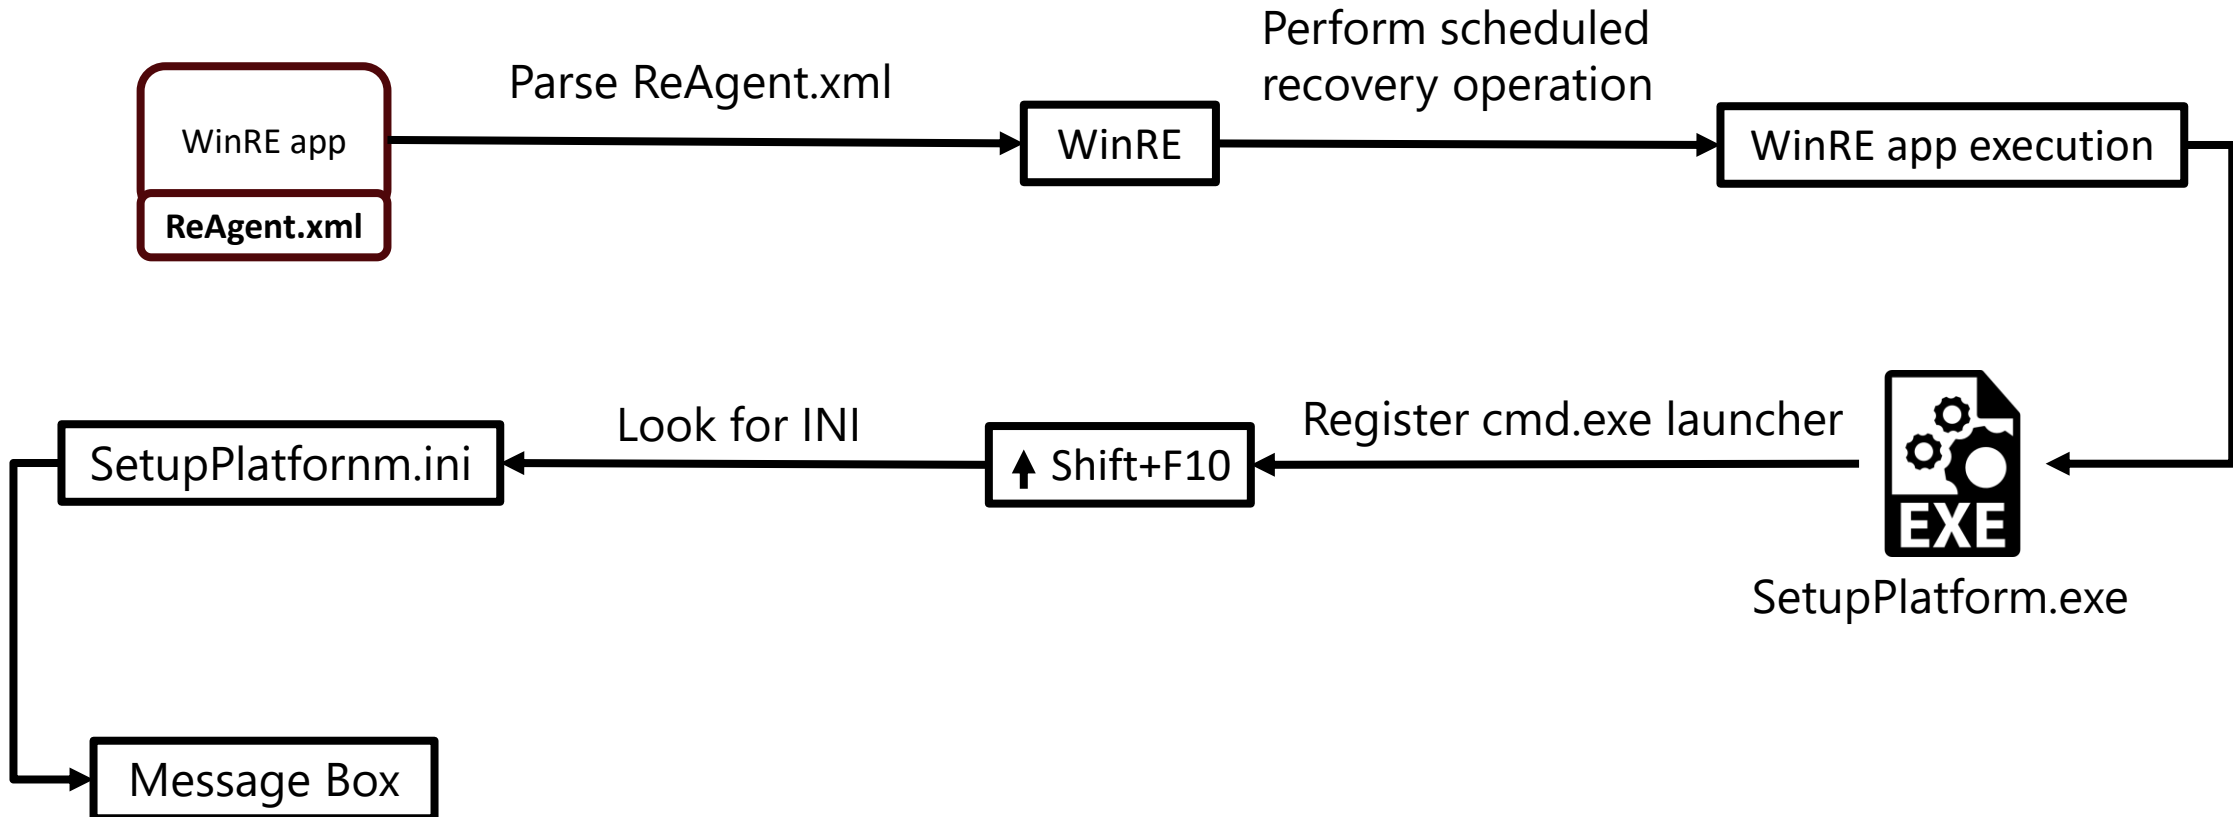 Perform scheduled
recovery operation
Parse ReAgent.xml
WinRE app
WinRE
WinRE app execution
ReAgent.xml
Look for INI
Register cmd.exe launcher
SetupPlatfornm.ini
Shift+F10
EXE
SetupPlatform.exe
Message Box